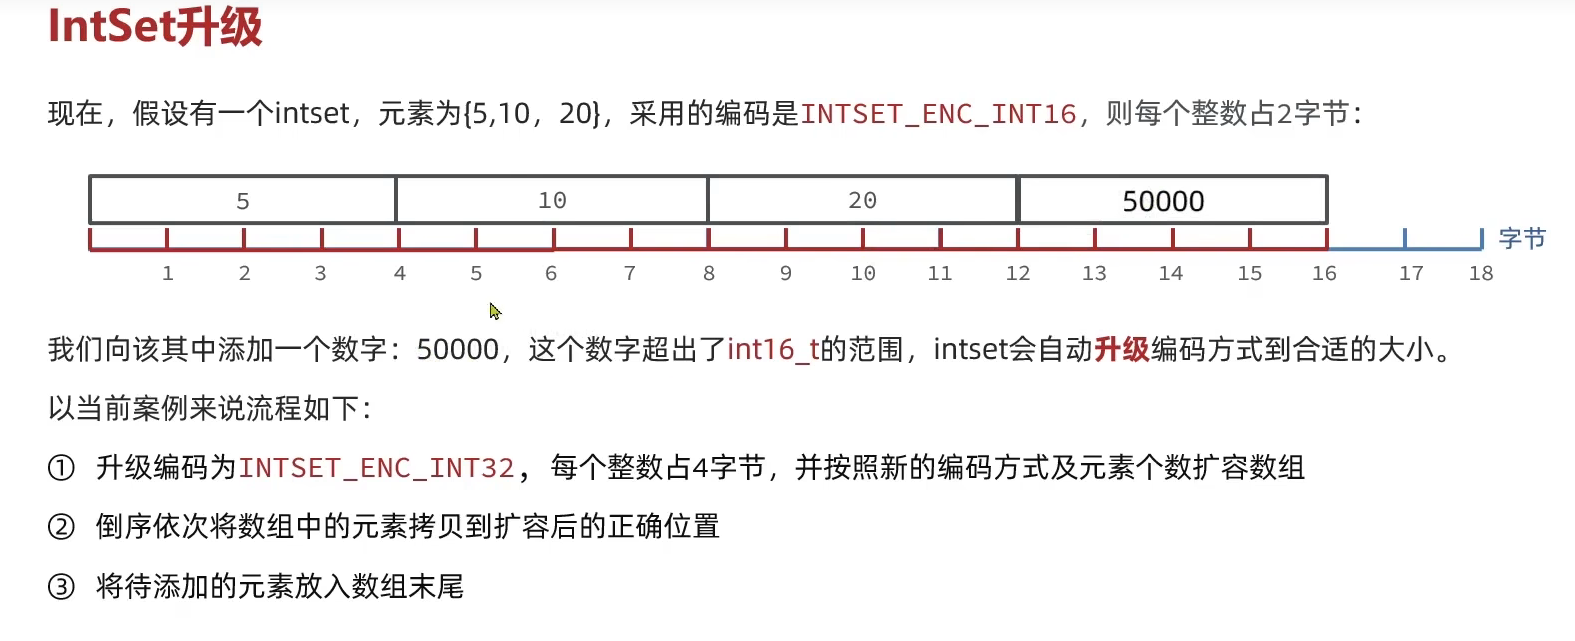 IntSet升级
现在，假设有一个intset，元素为{5,10，20}，采用的编码是INTSET_ENC_INT16，则每个整数占2字节：
5 10 20 50000
字节
1 2 3 4 5 6 7 8 9 10 11 12 13 14 15 16 17 18
我们向该其中添加一个数字：50000，这个数字超出了int16_t的范围，intset会自动升级编码方式到合适的大小。
以当前案例来说流程如下：
① 升级编码为INTSET_ENC_INT32，每个整数占4字节，并按照新的编码方式及元素个数扩容数组
② 倒序依次将数组中的元素拷贝到扩容后的正确位置
③ 将待添加的元素放入数组末尾